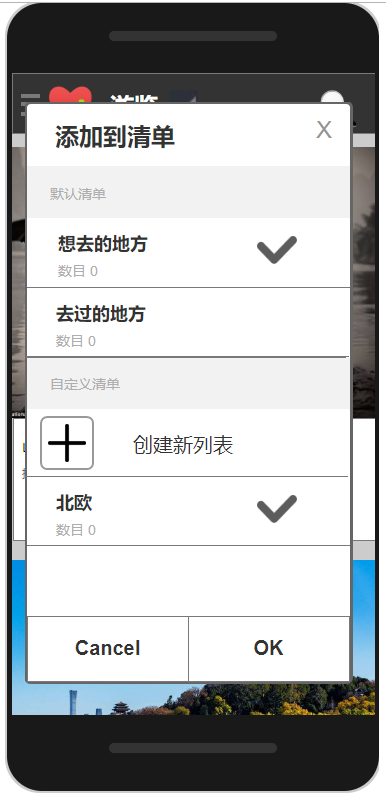 添加到清单
X
默认清单
想去的地方
数目 0
去过的地方
数目 0
自定义清单
创建新列表
北欧
数目 0
Cancel
OK